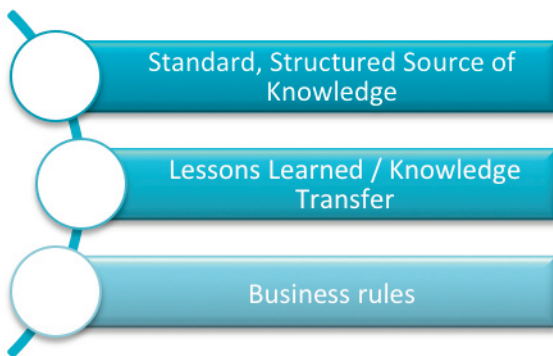 Standard, Structured Source of
Knowledge
Lessons Learned / Knowledge
Transfer
Business rules